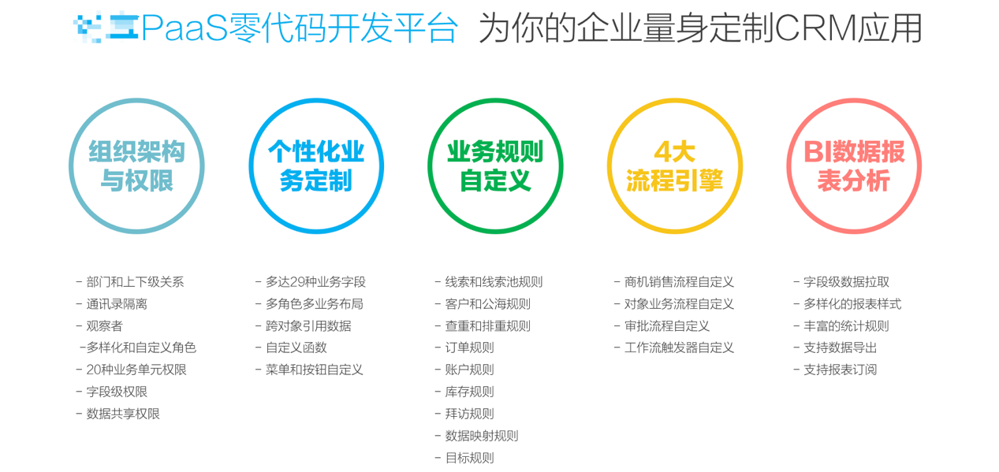 PaaS零代码开发平台 为你的企业量身定制CRM应用
组织架构
与权限
- 部门和上下级关系
- 通讯录隔离
- 观察者
-多样化和自定义角色
- 20种业务单元权限
- 字段级权限
- 数据共享权限
个性化业
务定制
- 多达29种业务字段
- 多角色多业务布局
- 跨对象引用数据
- 自定义函数
- 菜单和按钮自定义
业务规则
自定义
- 线索和线索池规则
- 客户和公海规则
- 查重和排重规则
- 订单规则
- 账户规则
- 库存规则
- 拜访规则
- 数据映射规则
- 目标规则
4大
流程引擎
- 商机销售流程自定义
- 对象业务流程自定义
- 审批流程自定义
- 工作流触发器自定义
BI数据报
表分析
- 字段级数据拉取
- 多样化的报表样式
- 丰富的统计规则
- 支持数据导出
- 支持报表订阅